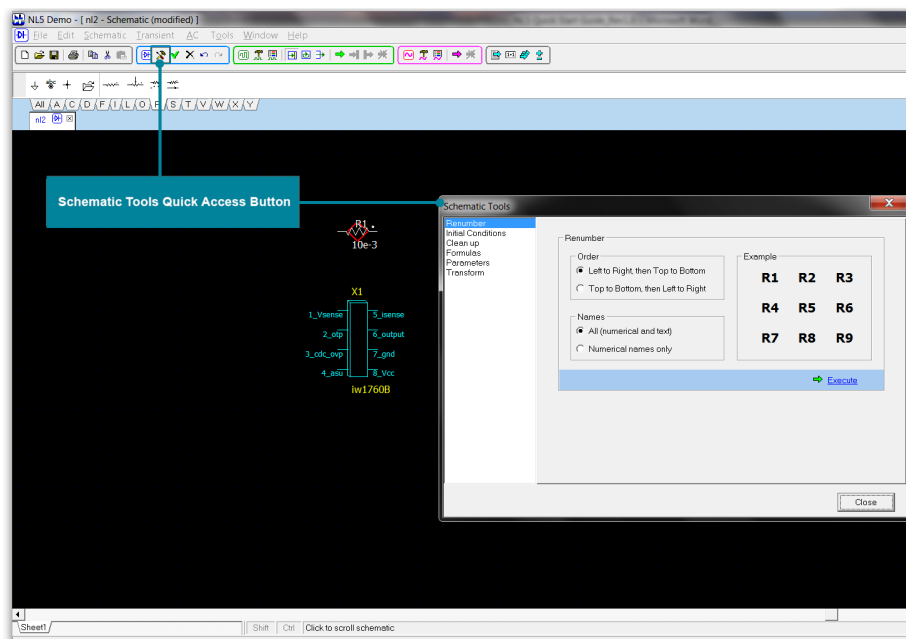 NL5 Demo - [ nl2 - Schematic (modified) ]
File Edit Schematic Transient AC Tools Window Help
All A C D F I L O P S T V W X Y
nl2
Schematic Tools Quick Access Button
R1
10e-3
X1
1_Vsense 5_isense
2_otp 6_output
3_cdc_ovp 7_gnd
4_asu 8_Vcc
iw1760B
Schematic Tools
Renumber
Initial Conditions
Clean up
Formulas
Parameters
Transform
Renumber
Order
Left to Right, then Top to Bottom
Top to Bottom, then Left to Right
Names
All (numerical and text)
Numerical names only
Example
R1 R2 R3
R4 R5 R6
R7 R8 R9
Execute
Close
Sheet1 Shift Ctrl Click to scroll schematic